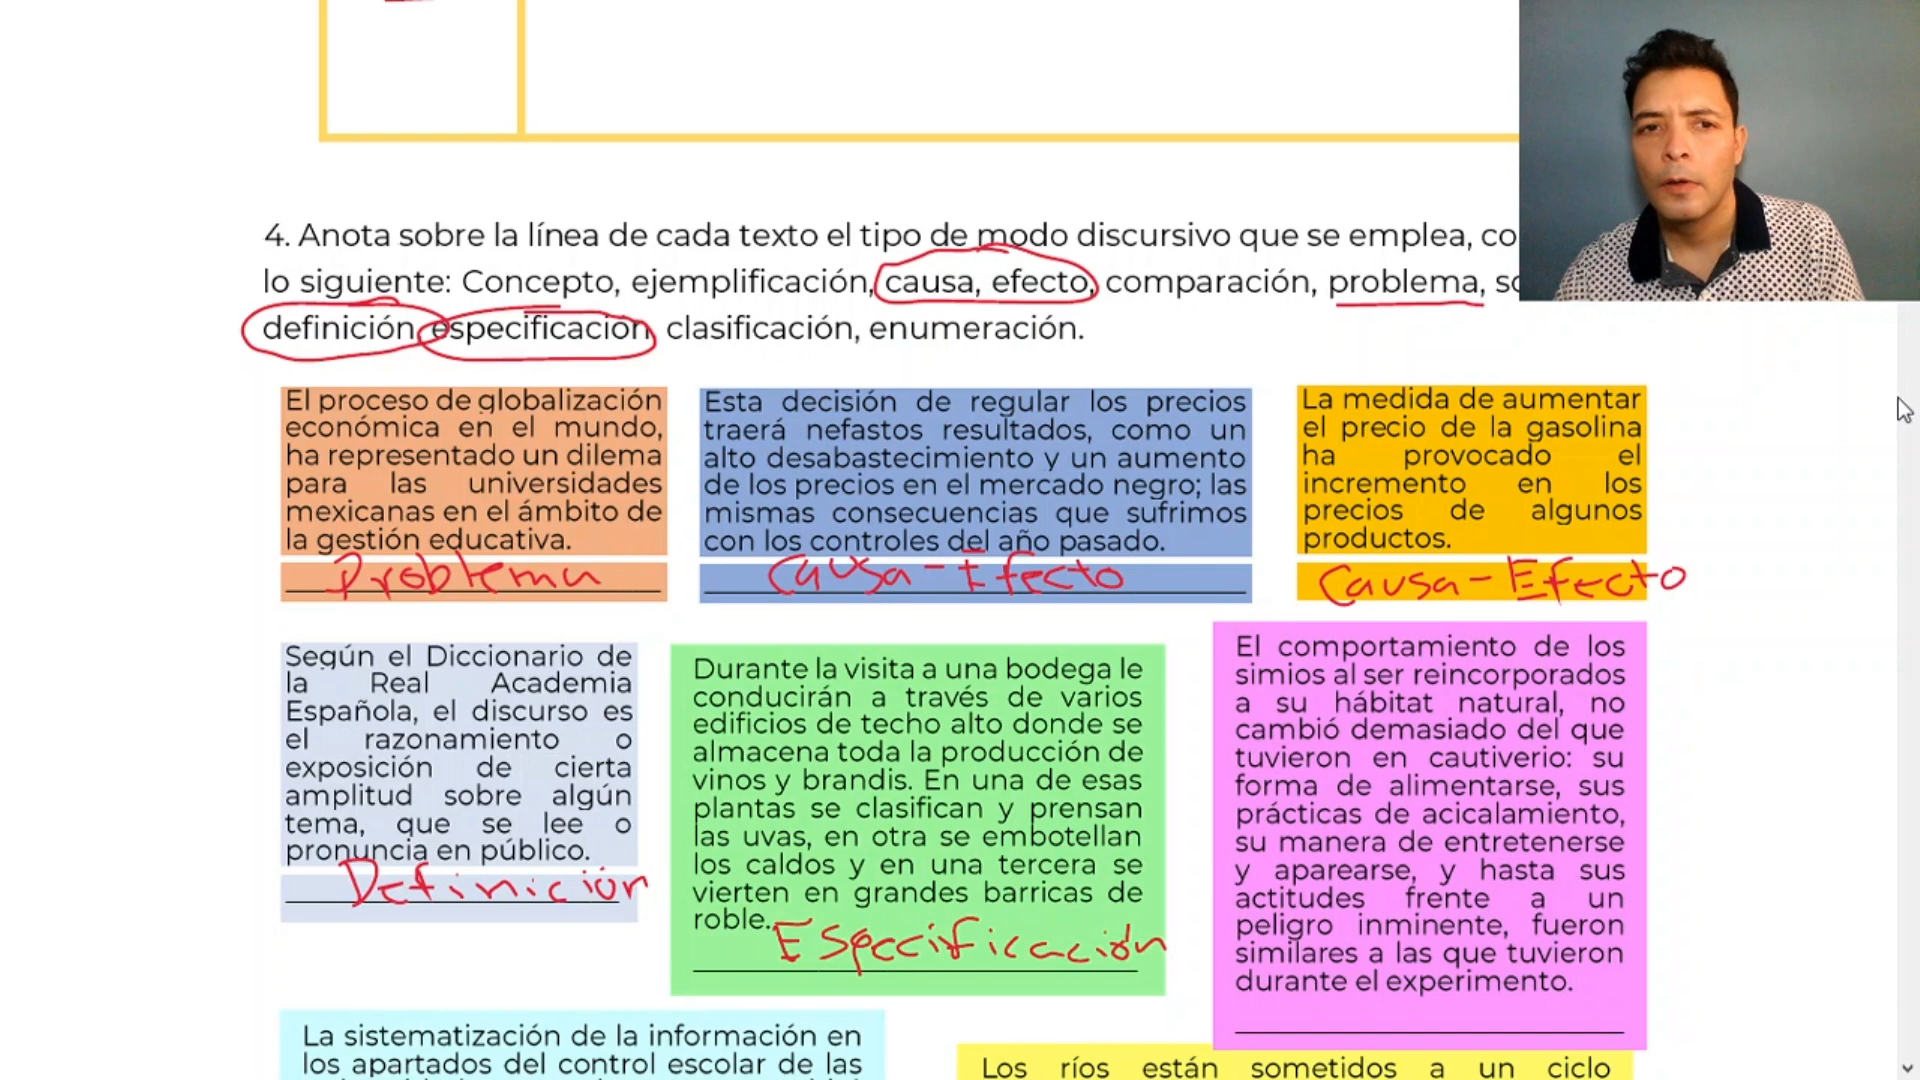 4. Anota sobre la línea de cada texto el tipo de modo discursivo que se emplea, co
lo siguiente: Concepto, ejemplificación, causa, efecto, comparación, problema, so
definición, especificación, clasificación, enumeración.
El proceso de globalización
económica en el mundo,
ha representado un dilema
para las universidades
mexicanas en el ámbito de
la gestión educativa.
Problema
Esta decisión de regular los precios
traerá nefastos resultados, como un
alto desabastecimiento y un aumento
de los precios en el mercado negro; las
mismas consecuencias que sufrimos
con los controles del año pasado.
Causa - Efecto
La medida de aumentar
el precio de la gasolina
ha provocado el
incremento en los
precios de algunos
productos.
Causa - Efecto
Según el Diccionario de
la Real Academia
Española, el discurso es
el razonamiento o
exposición de cierta
amplitud sobre algún
tema, que se lee o
pronuncia en público.
Definición
Durante la visita a una bodega le
conducirán a través de varios
edificios de techo alto donde se
almacena toda la producción de
vinos y brandis. En una de esas
plantas se clasifican y prensan
las uvas, en otra se embotellan
los caldos y en una tercera se
vierten en grandes barricas de
roble.
Especificación
El comportamiento de los
simios al ser reincorporados
a su hábitat natural, no
cambió demasiado del que
tuvieron en cautiverio: su
forma de alimentarse, sus
prácticas de acicalamiento,
su manera de entretenerse
y aparearse, y hasta sus
actitudes frente a un
peligro inminente, fueron
similares a las que tuvieron
durante el experimento.
La sistematización de la información en
los apartados del control escolar de las
Los ríos están sometidos a un ciclo